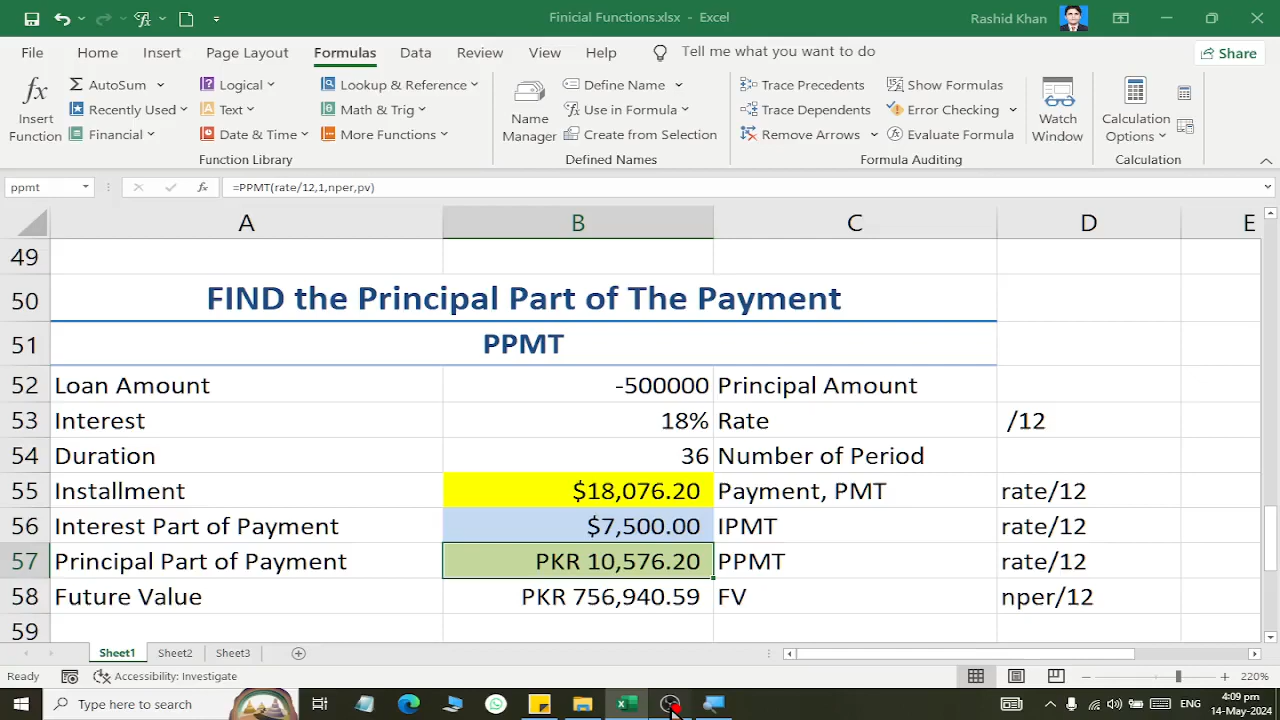 Finicial Functions.xlsx - Excel
Rashid Khan
File Home Insert Page Layout Formulas Data Review View Help Tell me what you want to do Share
fx Insert Function
AutoSum
Recently Used
Financial
Logical
Text
Date & Time
Lookup & Reference
Math & Trig
More Functions
Function Library
Name Manager
Define Name
Use in Formula
Create from Selection
Defined Names
Trace Precedents
Trace Dependents
Remove Arrows
Show Formulas
Error Checking
Evaluate Formula
Formula Auditing
Watch Window
Calculation Options
Calculation
ppmt fx =PPMT(rate/12,1,nper,pv)
A B C D E
49
50 FIND the Principal Part of The Payment
51 PPMT
52 Loan Amount -500000 Principal Amount
53 Interest 18% Rate /12
54 Duration 36 Number of Period
55 Installment $18,076.20 Payment, PMT rate/12
56 Interest Part of Payment $7,500.00 IPMT rate/12
57 Principal Part of Payment PKR 10,576.20 PPMT rate/12
58 Future Value PKR 756,940.59 FV nper/12
59
Sheet1 Sheet2 Sheet3
Ready Accessibility: Investigate 220%
Type here to search 4:09 pm
14-May-2024